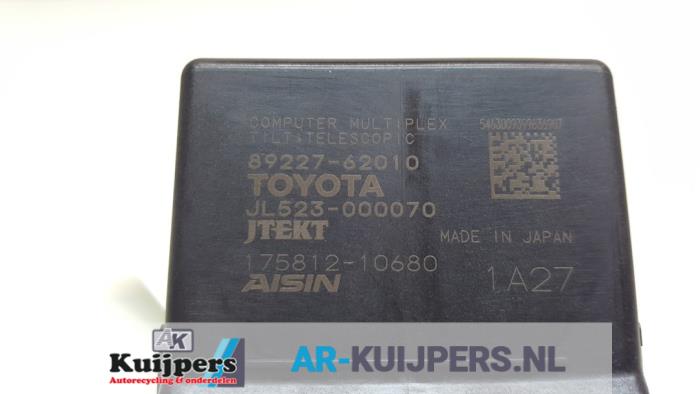 COMPUTER MULTIPLEX
TILT&TELESCOPIC
5463009399636907
89227-62010
TOYOTA
JL523-000070
JTEKT
MADE IN JAPAN
175812-10680
1A27
AISIN
AK
Kuijpers
Autorecycling & onderdelen
AR-KUIJPERS.NL